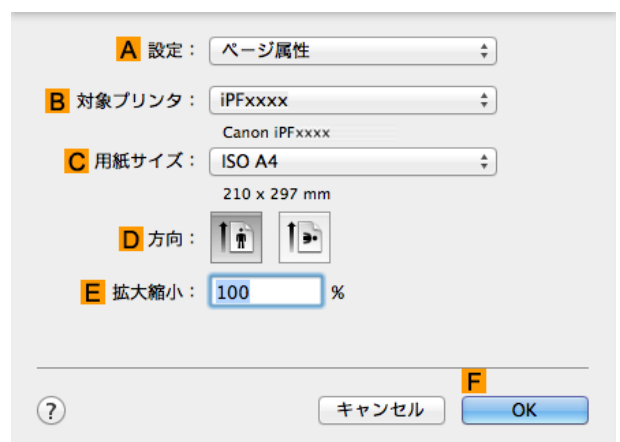 A 設定： ページ属性
B 対象プリンタ： iPFxxxx
Canon iPFxxxx
C 用紙サイズ： ISO A4
210 x 297 mm
D 方向：
E 拡大縮小： 100 %
F
? キャンセル OK